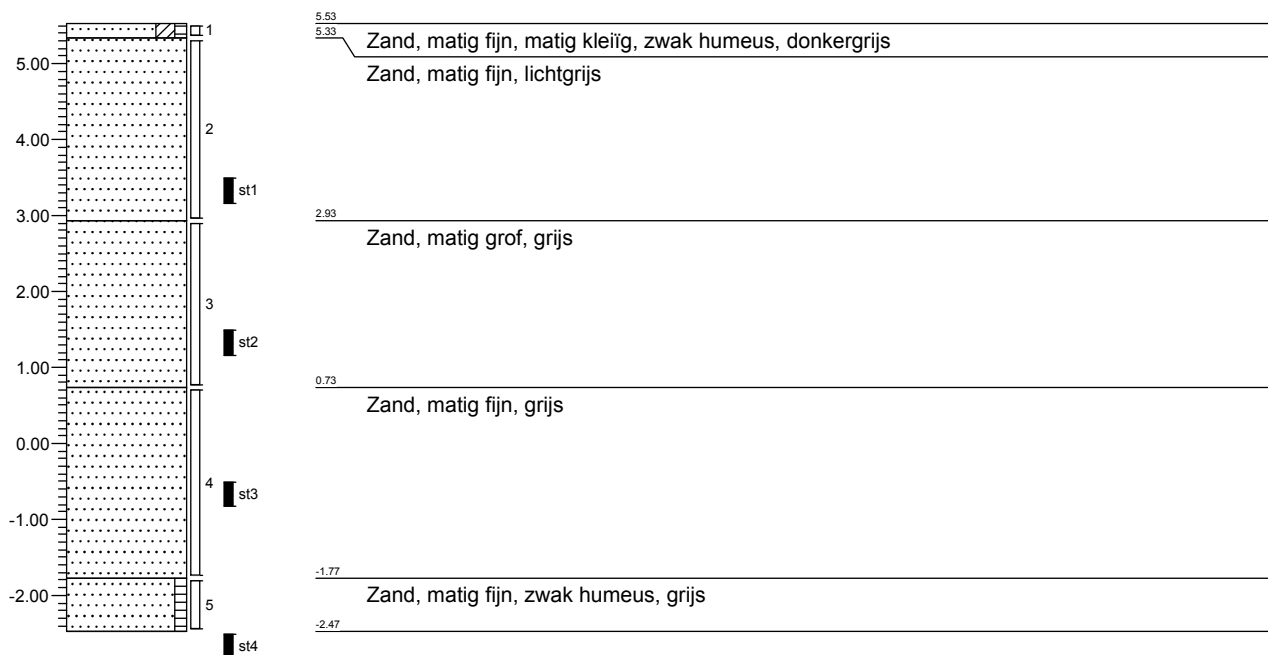 5.53
1
5.33
Zand, matig fijn, matig kleiïg, zwak humeus, donkergrijs
5.00
Zand, matig fijn, lichtgrijs
2
4.00
st1
3.00
2.93
Zand, matig grof, grijs
2.00
3
st2
1.00
0.73
Zand, matig fijn, grijs
0.00
4
st3
-1.00
-1.77
-2.00
Zand, matig fijn, zwak humeus, grijs
5
-2.47
st4